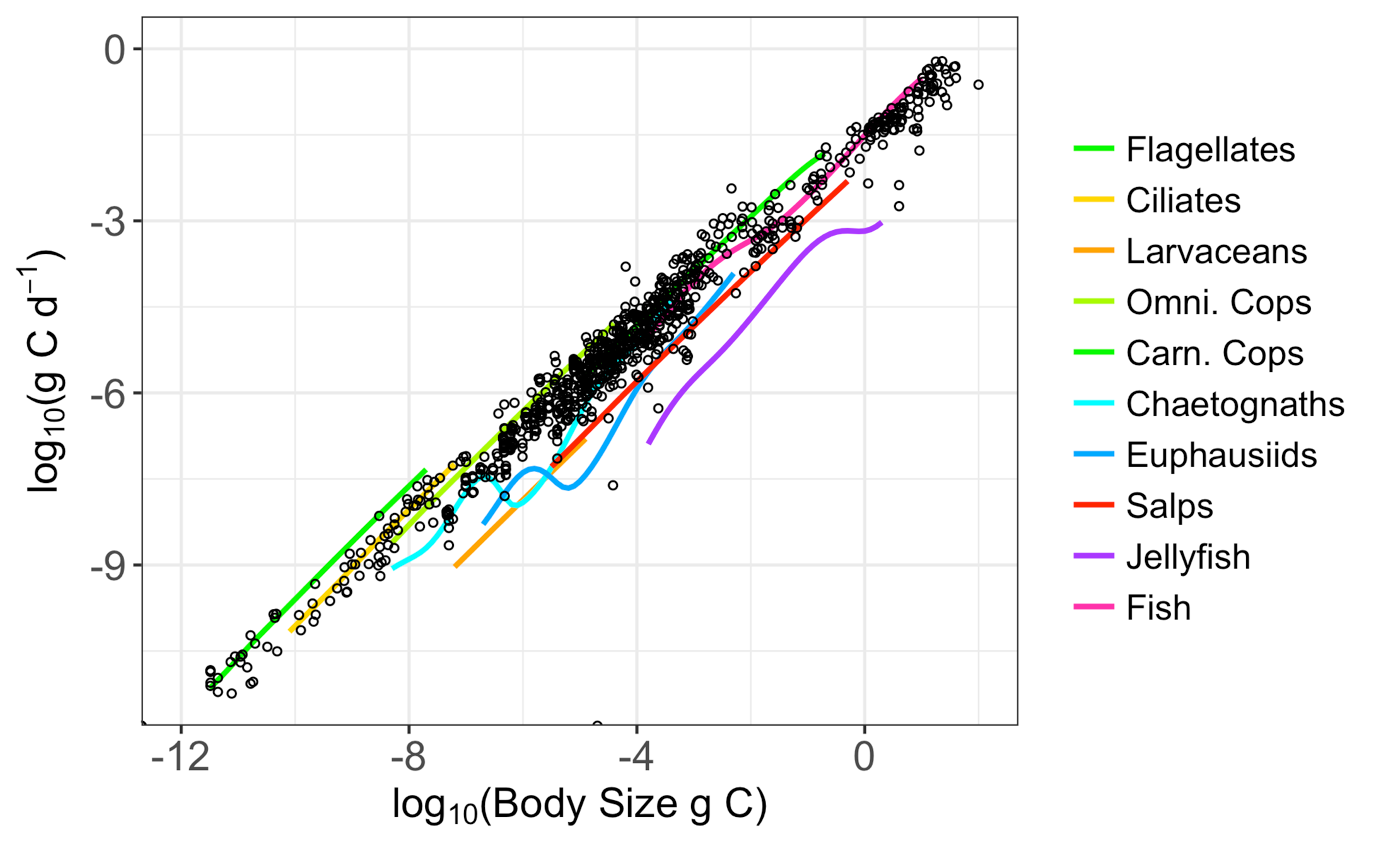 0
-3
-6
-9
log₁₀(g C d⁻¹)
-12
-8
-4
0
log₁₀(Body Size g C)
Flagellates
Ciliates
Larvaceans
Omni. Cops
Carn. Cops
Chaetognaths
Euphausiids
Salps
Jellyfish
Fish